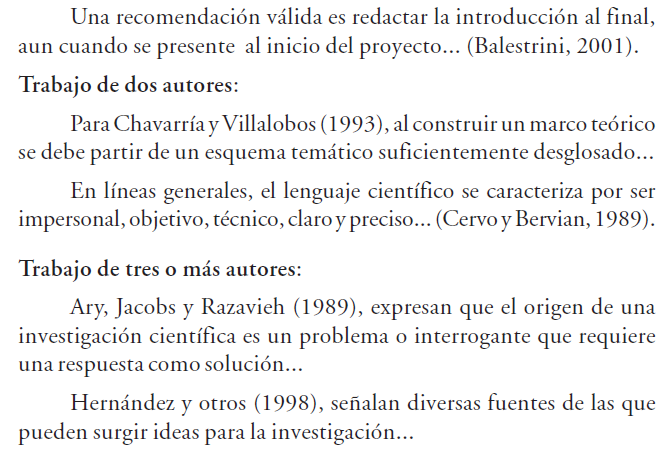 Una recomendación válida es redactar la introducción al final,
aun cuando se presente al inicio del proyecto... (Balestrini, 2001).
Trabajo de dos autores:
Para Chavarría y Villalobos (1993), al construir un marco teórico
se debe partir de un esquema temático suficientemente desglosado...
En líneas generales, el lenguaje científico se caracteriza por ser
impersonal, objetivo, técnico, claro y preciso... (Cervo y Bervian, 1989).
Trabajo de tres o más autores:
Ary, Jacobs y Razavieh (1989), expresan que el origen de una
investigación científica es un problema o interrogante que requiere
una respuesta como solución...
Hernández y otros (1998), señalan diversas fuentes de las que
pueden surgir ideas para la investigación...